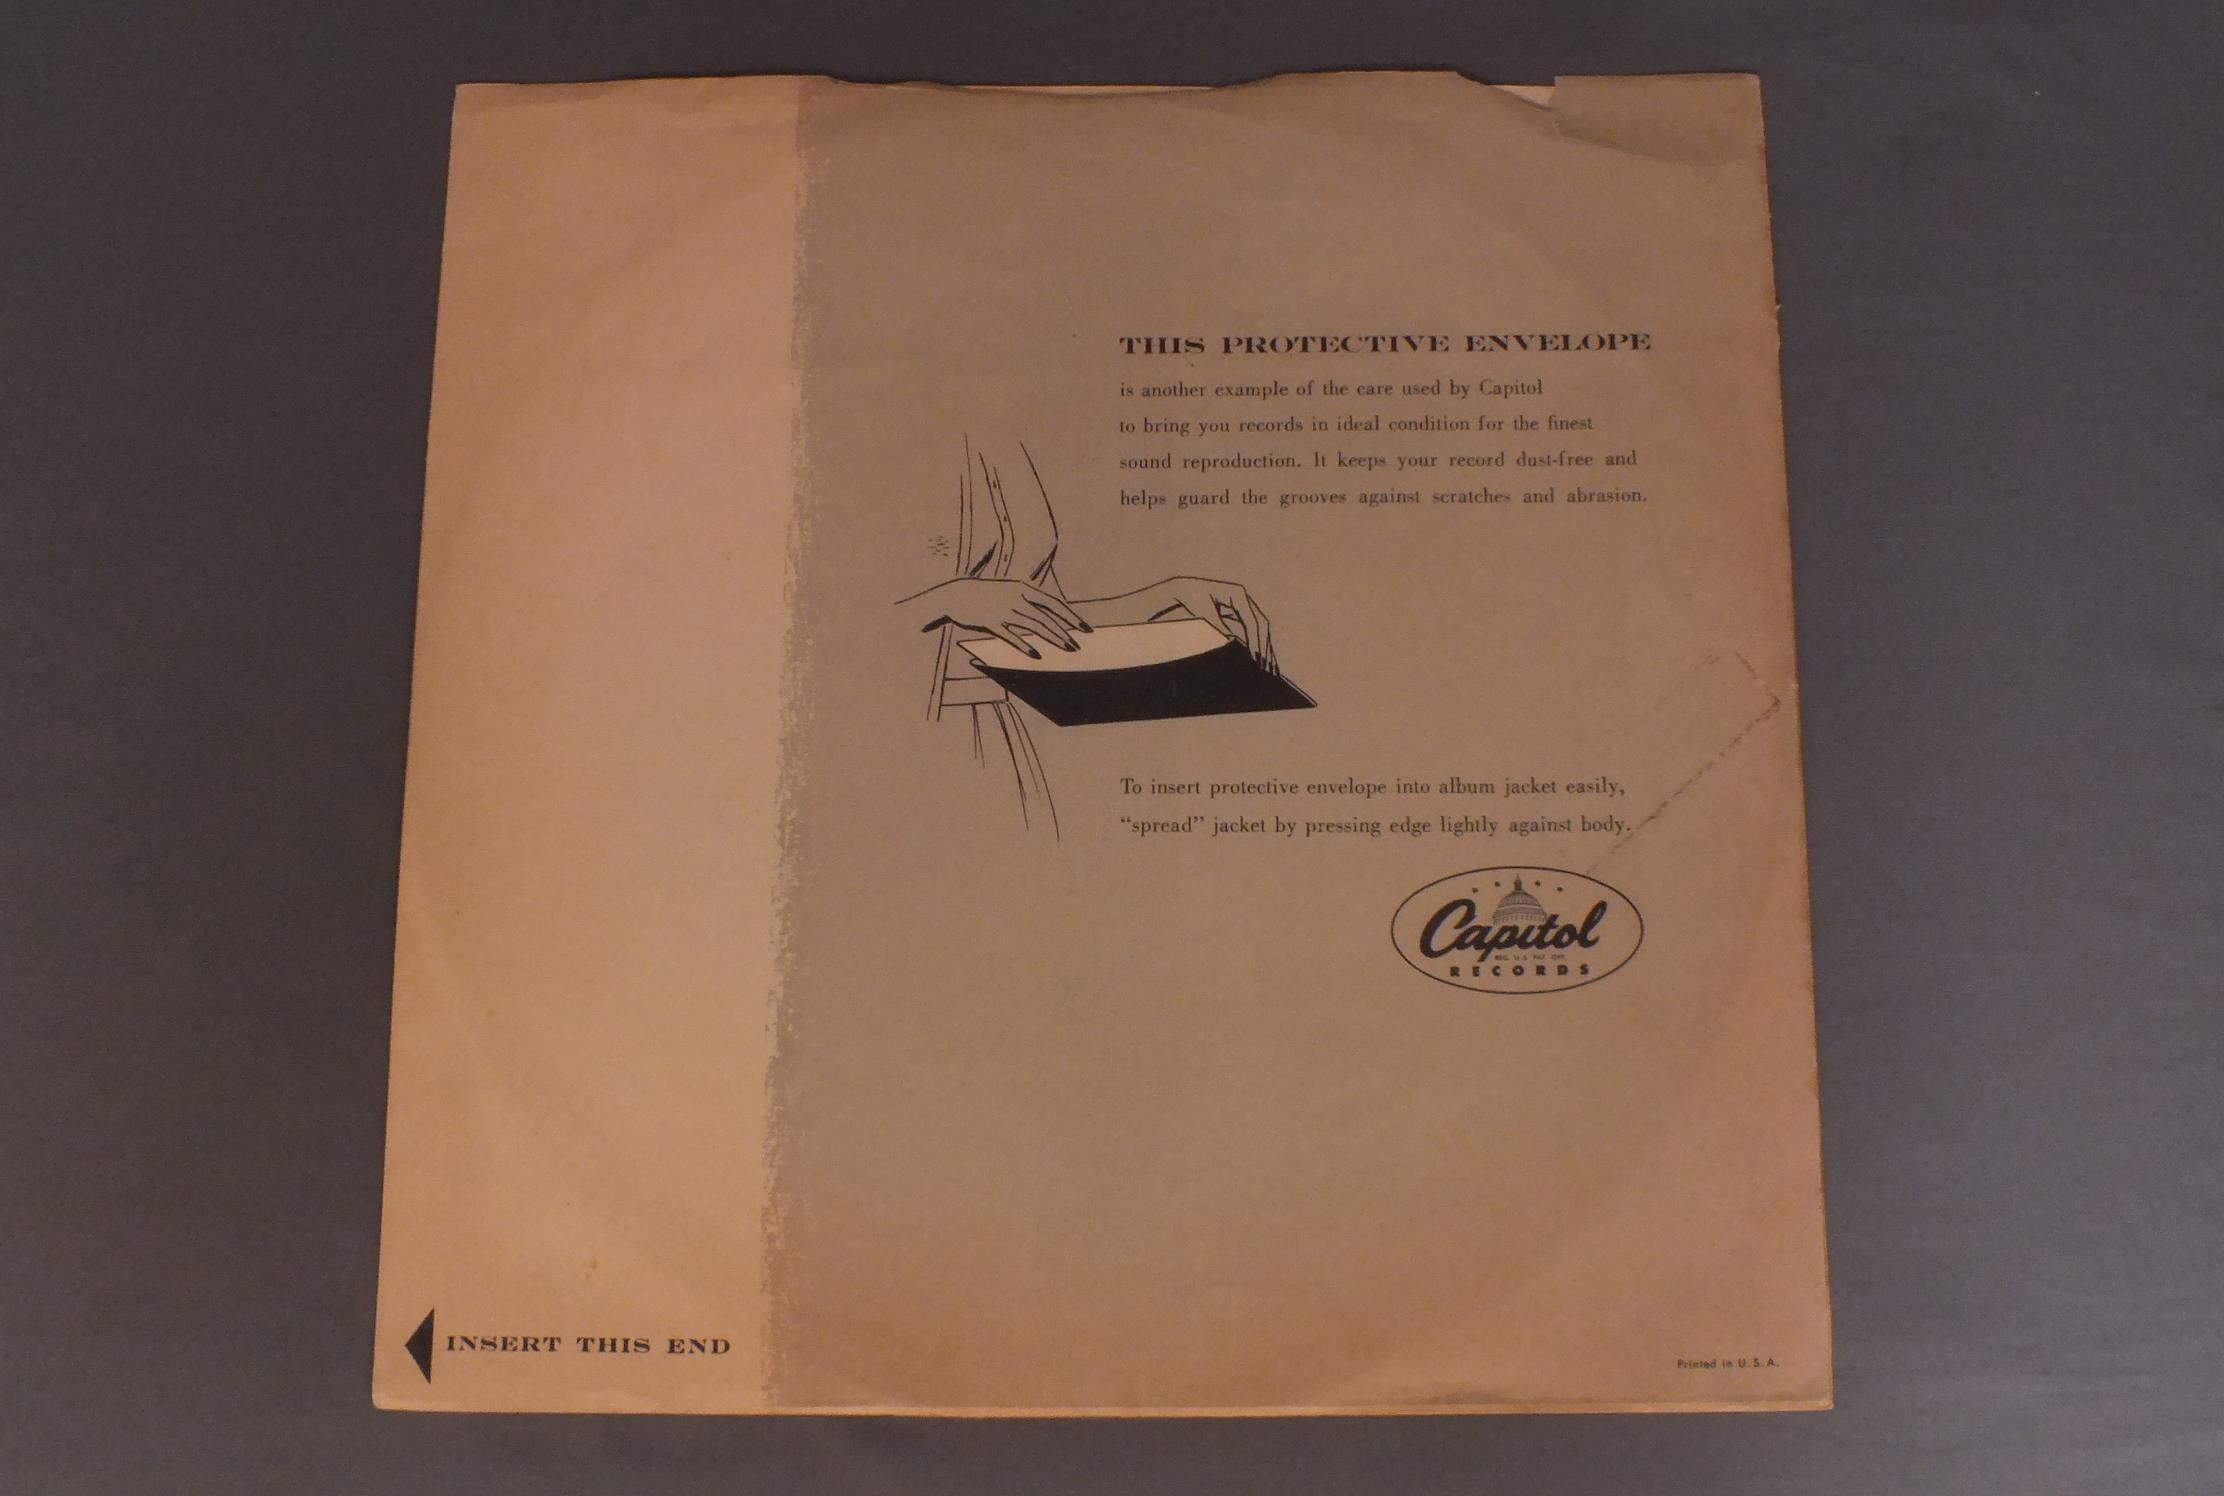 THIS PROTECTIVE ENVELOPE
is another example of the care used by Capitol
to bring you records in ideal condition for the finest
sound reproduction. It keeps your record dust-free and
helps guard the grooves against scratches and abrasion.
To insert protective envelope into album jacket easily,
“spread” jacket by pressing edge lightly against body.
Capitol
REG. U.S. PAT. OFF.
RECORDS
INSERT THIS END
Printed in U.S.A.